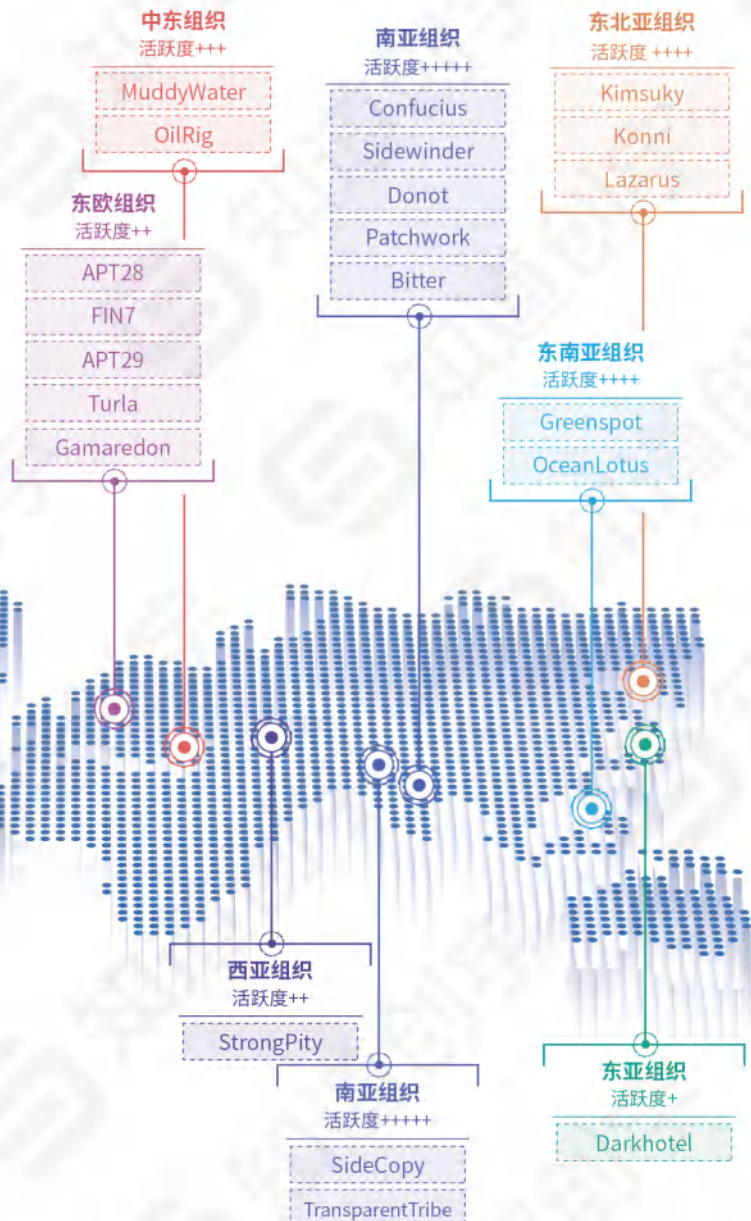 中东组织
活跃度+++
MuddyWater
OilRig
南亚组织
活跃度+++++
Confucius
Sidewinder
Donot
Patchwork
Bitter
东北亚组织
活跃度 ++++
Kimsuky
Konni
Lazarus
东欧组织
活跃度++
APT28
FIN7
APT29
Turla
Gamaredon
东南亚组织
活跃度++++
Greenspot
OceanLotus
西亚组织
活跃度++
StrongPity
南亚组织
活跃度+++++
SideCopy
TransparentTribe
东亚组织
活跃度+
Darkhotel